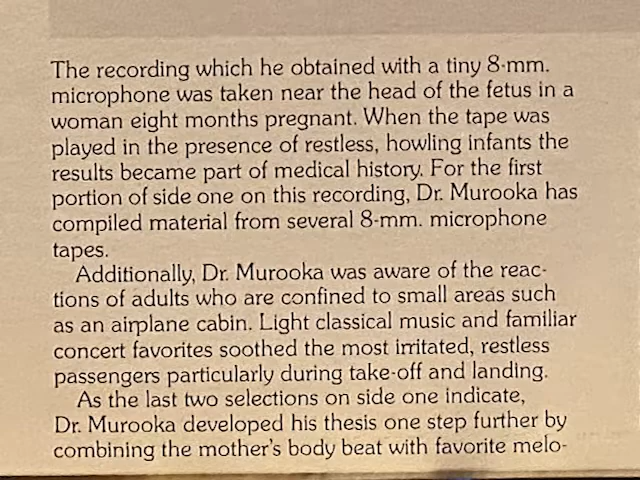 The recording which he obtained with a tiny 8-mm.
microphone was taken near the head of the fetus in a
woman eight months pregnant. When the tape was
played in the presence of restless, howling infants the
results became part of medical history. For the first
portion of side one on this recording, Dr. Murooka has
compiled material from several 8-mm. microphone
tapes.
Additionally, Dr. Murooka was aware of the reac-
tions of adults who are confined to small areas such
as an airplane cabin. Light classical music and familiar
concert favorites soothed the most irritated, restless
passengers particularly during take-off and landing.
As the last two selections on side one indicate,
Dr. Murooka developed his thesis one step further by
combining the mother's body beat with favorite melo-